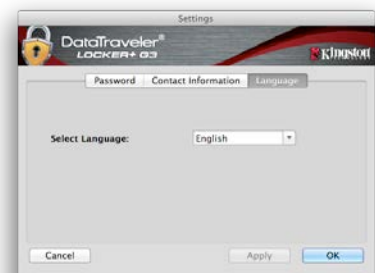 Settings
DataTraveler®
LOCKER+ G3
Kingston
Password Contact Information Language
Select Language: English
Cancel Apply OK